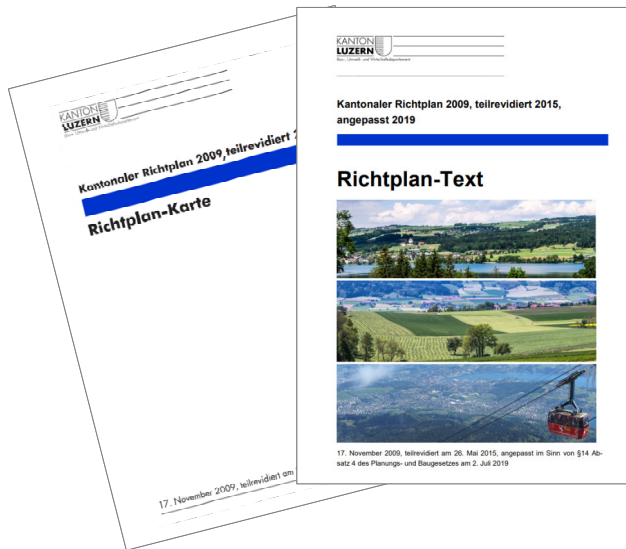 KANTON
LUZERN
Bau-, Umwelt- und Wirtschaftsdepartement
Kantonaler Richtplan 2009, teilrevidiert 2015,
angepasst 2019
Richtplan-Text
17. November 2009, teilrevidiert am 26. Mai 2015, angepasst im Sinn von §14 Ab-
satz 4 des Planungs- und Baugesetzes am 2. Juli 2019
KANTON
LUZERN
Kantonaler Richtplan 2009, teilrevidiert 2
Richtplan-Karte
17. November 2009, teilrevidiert am